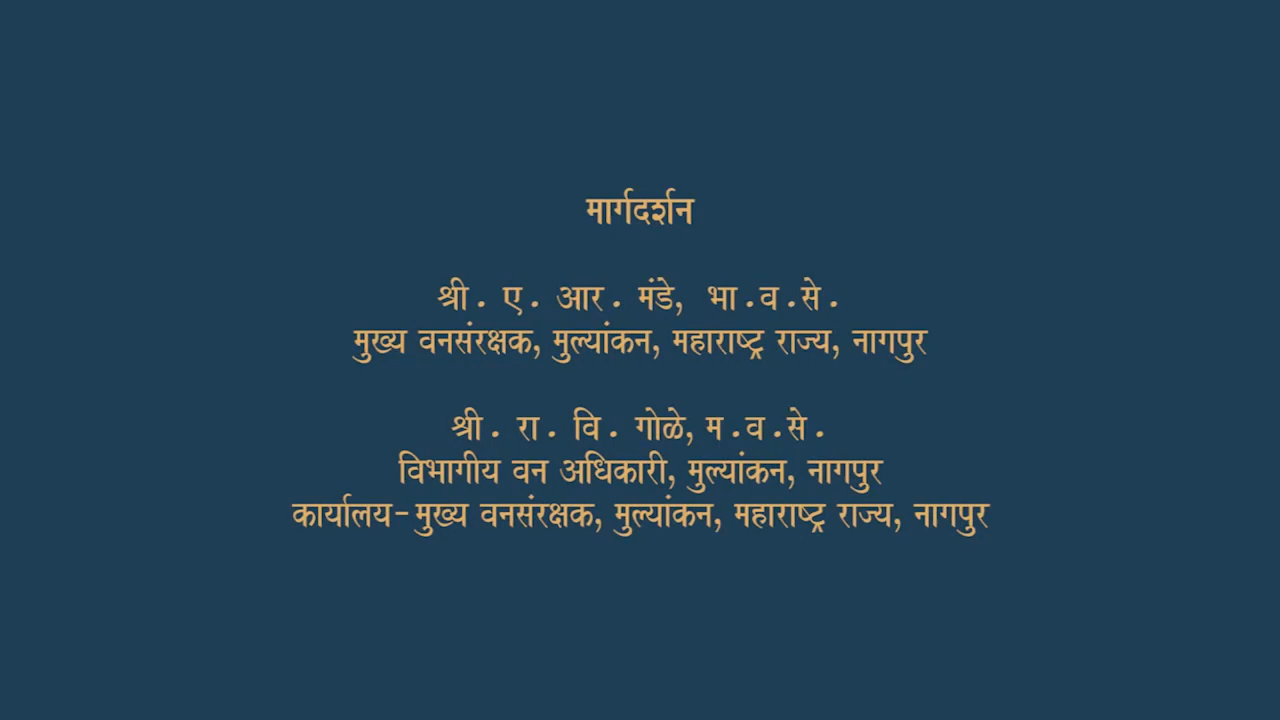 मार्गदर्शन
श्री. ए. आर. मंडे, भा.व.से.
मुख्य वनसंरक्षक, मुल्यांकन, महाराष्ट्र राज्य, नागपुर
श्री. रा. वि. गोळे, म.व.से.
विभागीय वन अधिकारी, मुल्यांकन, नागपुर
कार्यालय-मुख्य वनसंरक्षक, मुल्यांकन, महाराष्ट्र राज्य, नागपुर